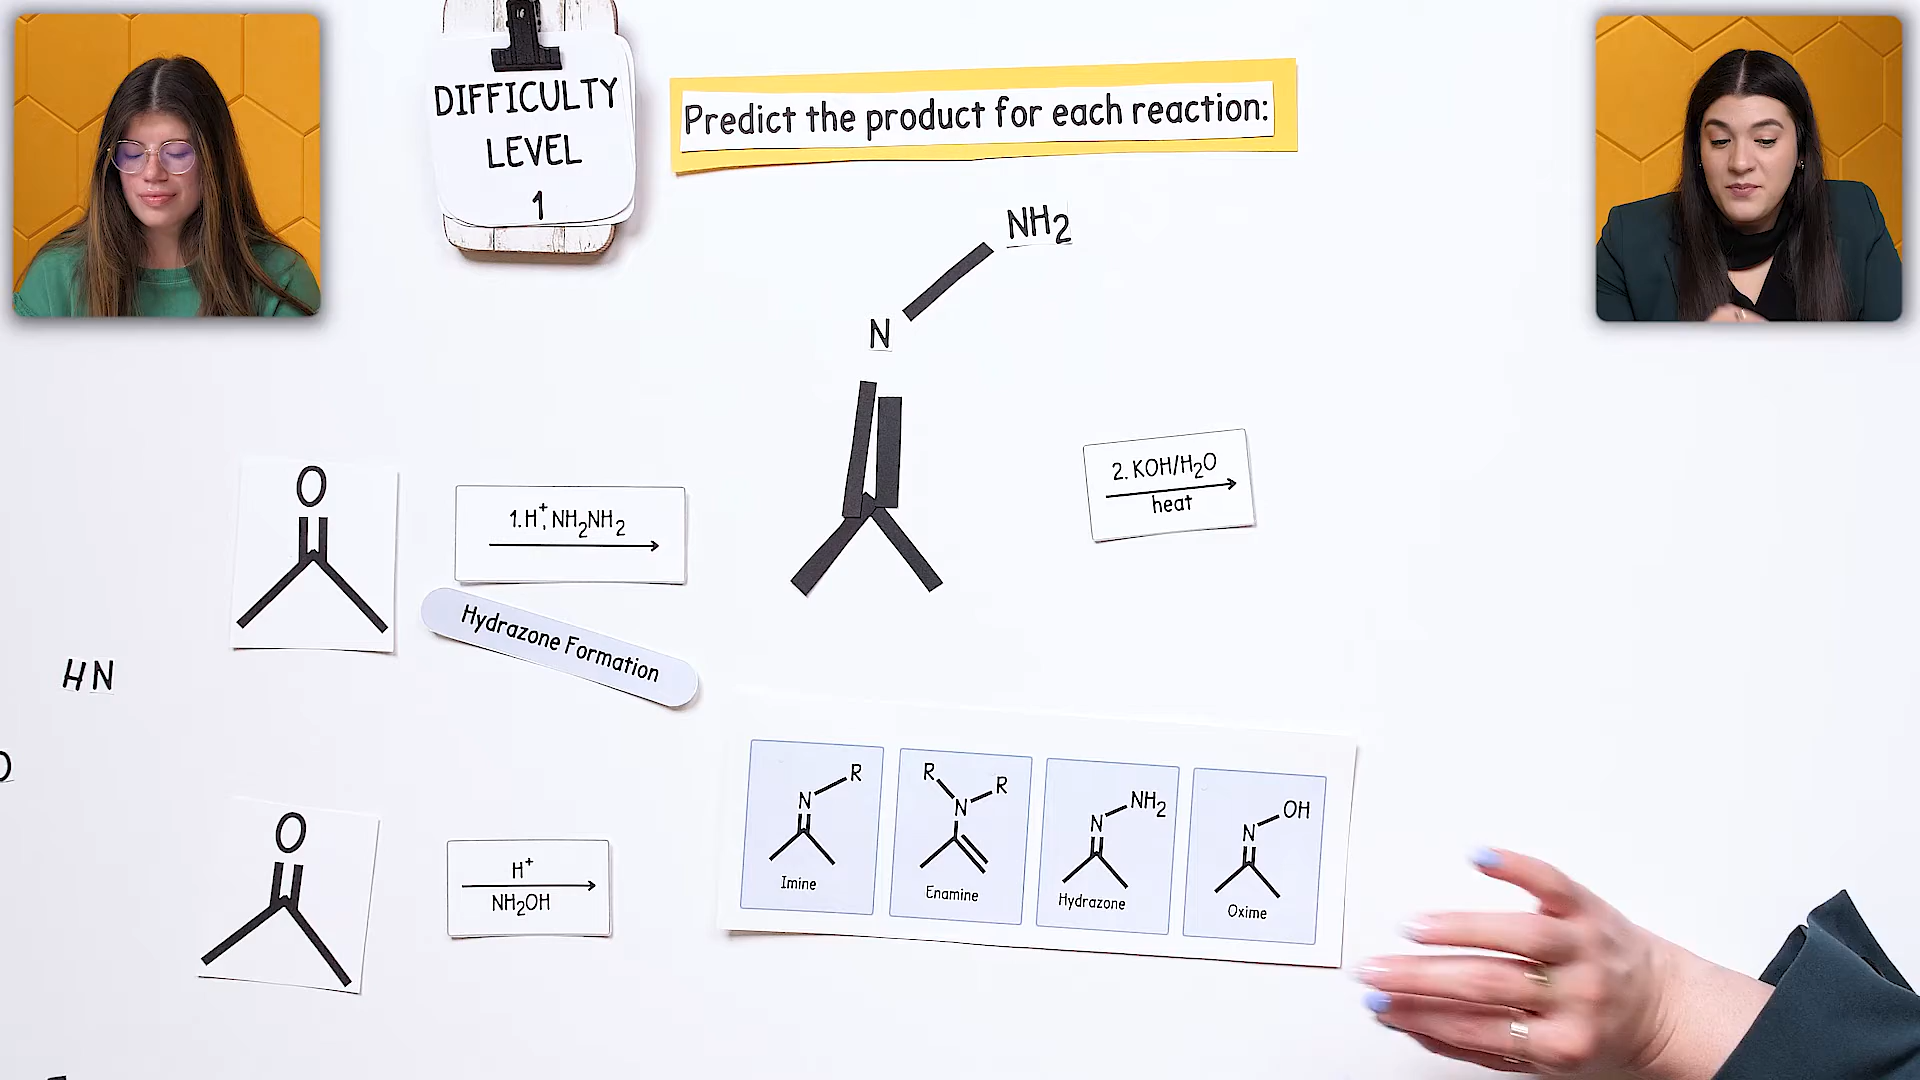 DIFFICULTY
LEVEL
1
Predict the product for each reaction:
NH2
N
O
1. H+, NH2NH2
2. KOH/H2O
heat
Hydrazone Formation
HN
O
H+
NH2OH
R
N
Imine
R
R
N
Enamine
NH2
N
Hydrazone
OH
N
Oxime